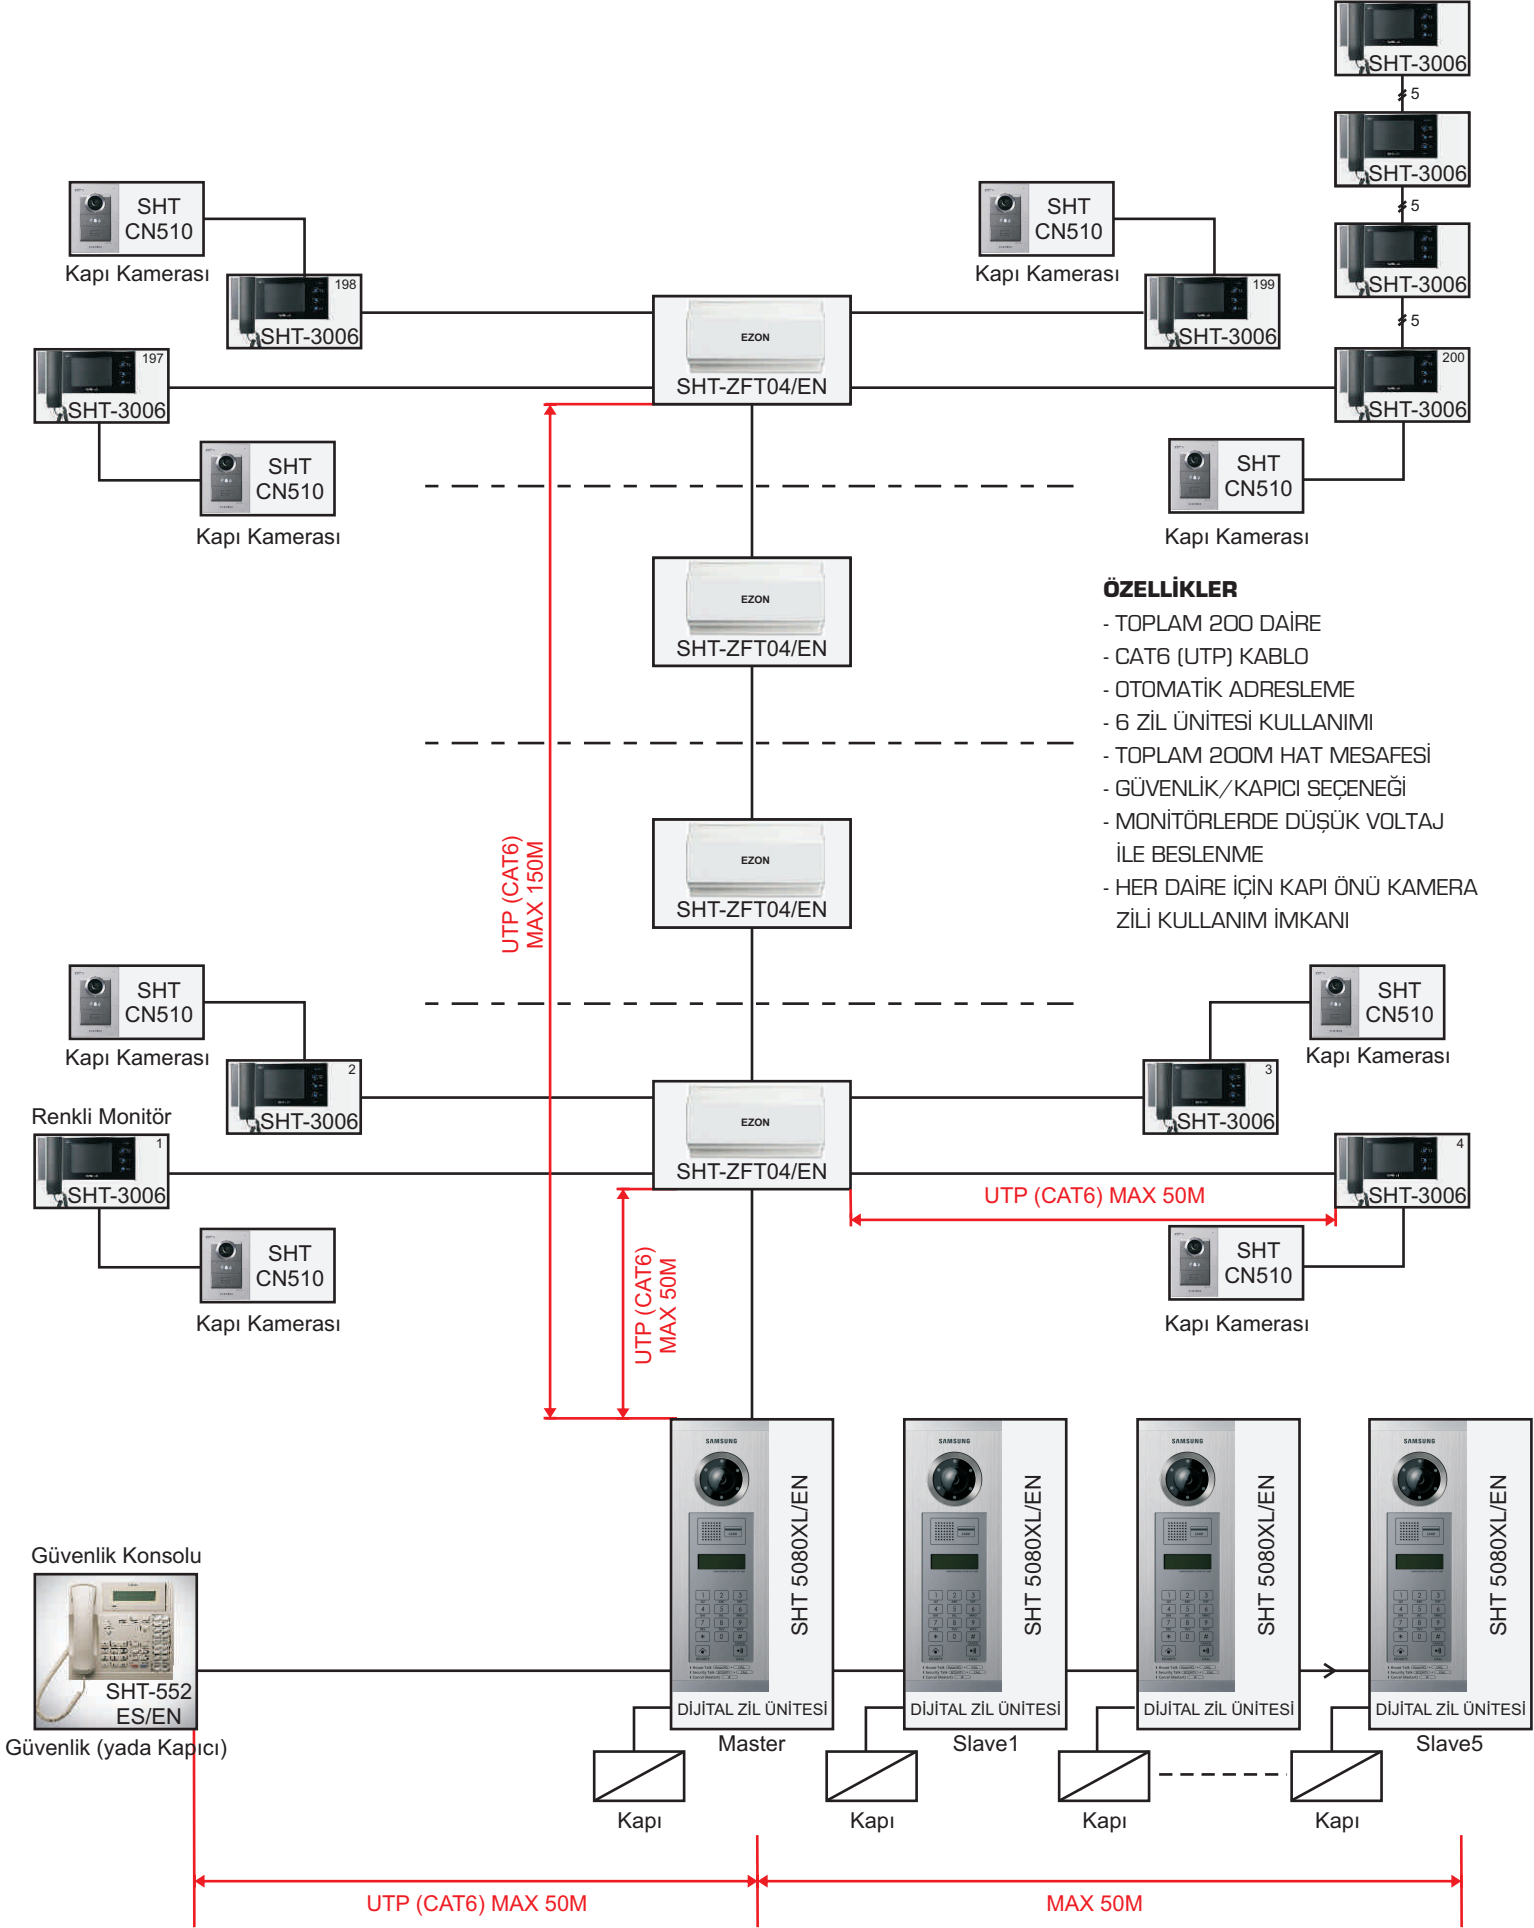 SHT-3006
5
SHT-3006
5
SHT-3006
5
200
SHT-3006
SHT
CN510
Kapı Kamerası
198
SHT-3006
197
SHT-3006
SHT
CN510
Kapı Kamerası
EZON
SHT-ZFT04/EN
SHT
CN510
Kapı Kamerası
199
SHT-3006
SHT
CN510
Kapı Kamerası
EZON
SHT-ZFT04/EN
ÖZELLİKLER
- TOPLAM 200 DAİRE
- CAT6 (UTP) KABLO
- OTOMATİK ADRESLEME
- 6 ZİL ÜNİTESİ KULLANIMI
- TOPLAM 200M HAT MESAFESİ
- GÜVENLİK/KAPICI SEÇENEĞİ
- MONİTÖRLERDE DÜŞÜK VOLTAJ
İLE BESLENME
- HER DAİRE İÇİN KAPI ÖNÜ KAMERA
ZİLİ KULLANIM İMKANI
EZON
SHT-ZFT04/EN
UTP (CAT6)
MAX 150M
SHT
CN510
Kapı Kamerası
2
SHT-3006
Renkli Monitör
1
SHT-3006
SHT
CN510
Kapı Kamerası
EZON
SHT-ZFT04/EN
SHT
CN510
Kapı Kamerası
3
SHT-3006
4
SHT-3006
UTP (CAT6) MAX 50M
SHT
CN510
Kapı Kamerası
UTP (CAT6)
MAX 50M
Güvenlik Konsolu
SHT-552
ES/EN
Güvenlik (yada Kapıcı)
SAMSUNG
SHT 5080XL/EN
DİJİTAL ZİL ÜNİTESİ
Master
Kapı
SAMSUNG
SHT 5080XL/EN
DİJİTAL ZİL ÜNİTESİ
Slave1
Kapı
SAMSUNG
SHT 5080XL/EN
DİJİTAL ZİL ÜNİTESİ
Kapı
SAMSUNG
SHT 5080XL/EN
DİJİTAL ZİL ÜNİTESİ
Slave5
Kapı
UTP (CAT6) MAX 50M
MAX 50M